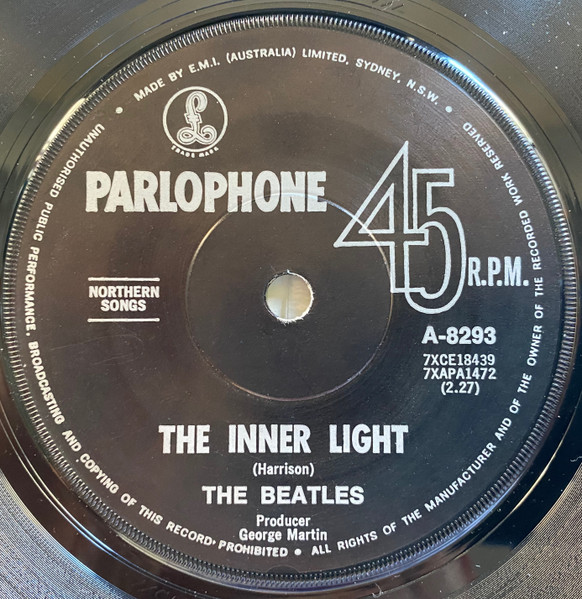 MADE BY E.M.I. (AUSTRALIA) LIMITED, SYDNEY, N.S.W. •
UNAUTHORISED PUBLIC PERFORMANCE, BROADCASTING AND COPYING OF THIS RECORD PROHIBITED • ALL RIGHTS OF THE MANUFACTURER AND OF THE OWNER OF THE RECORDED WORK RESERVED
£
TRADE MARK
PARLOPHONE
45 R.P.M.
NORTHERN
SONGS
A-8293
7XCE18439
7XAPA1472
(2.27)
THE INNER LIGHT
(Harrison)
THE BEATLES
Producer
George Martin